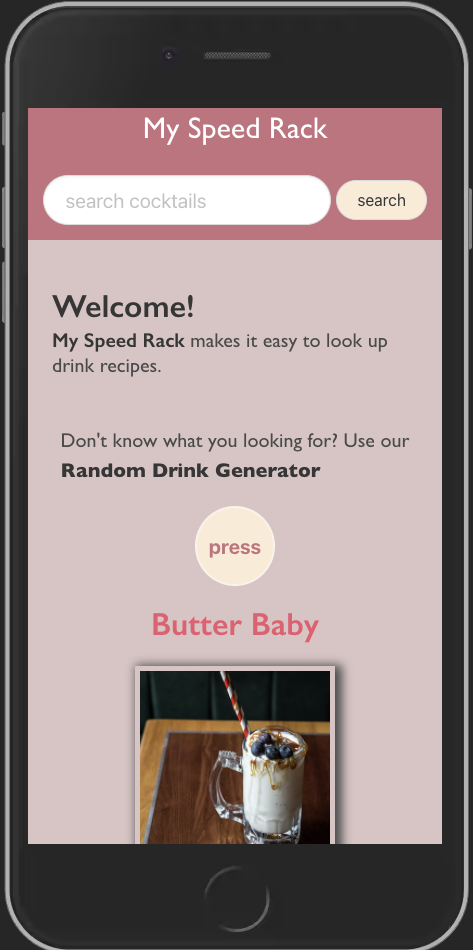 My Speed Rack
search cocktails
search
Welcome!
My Speed Rack makes it easy to look up
drink recipes.
Don't know what you looking for? Use our
Random Drink Generator
press
Butter Baby